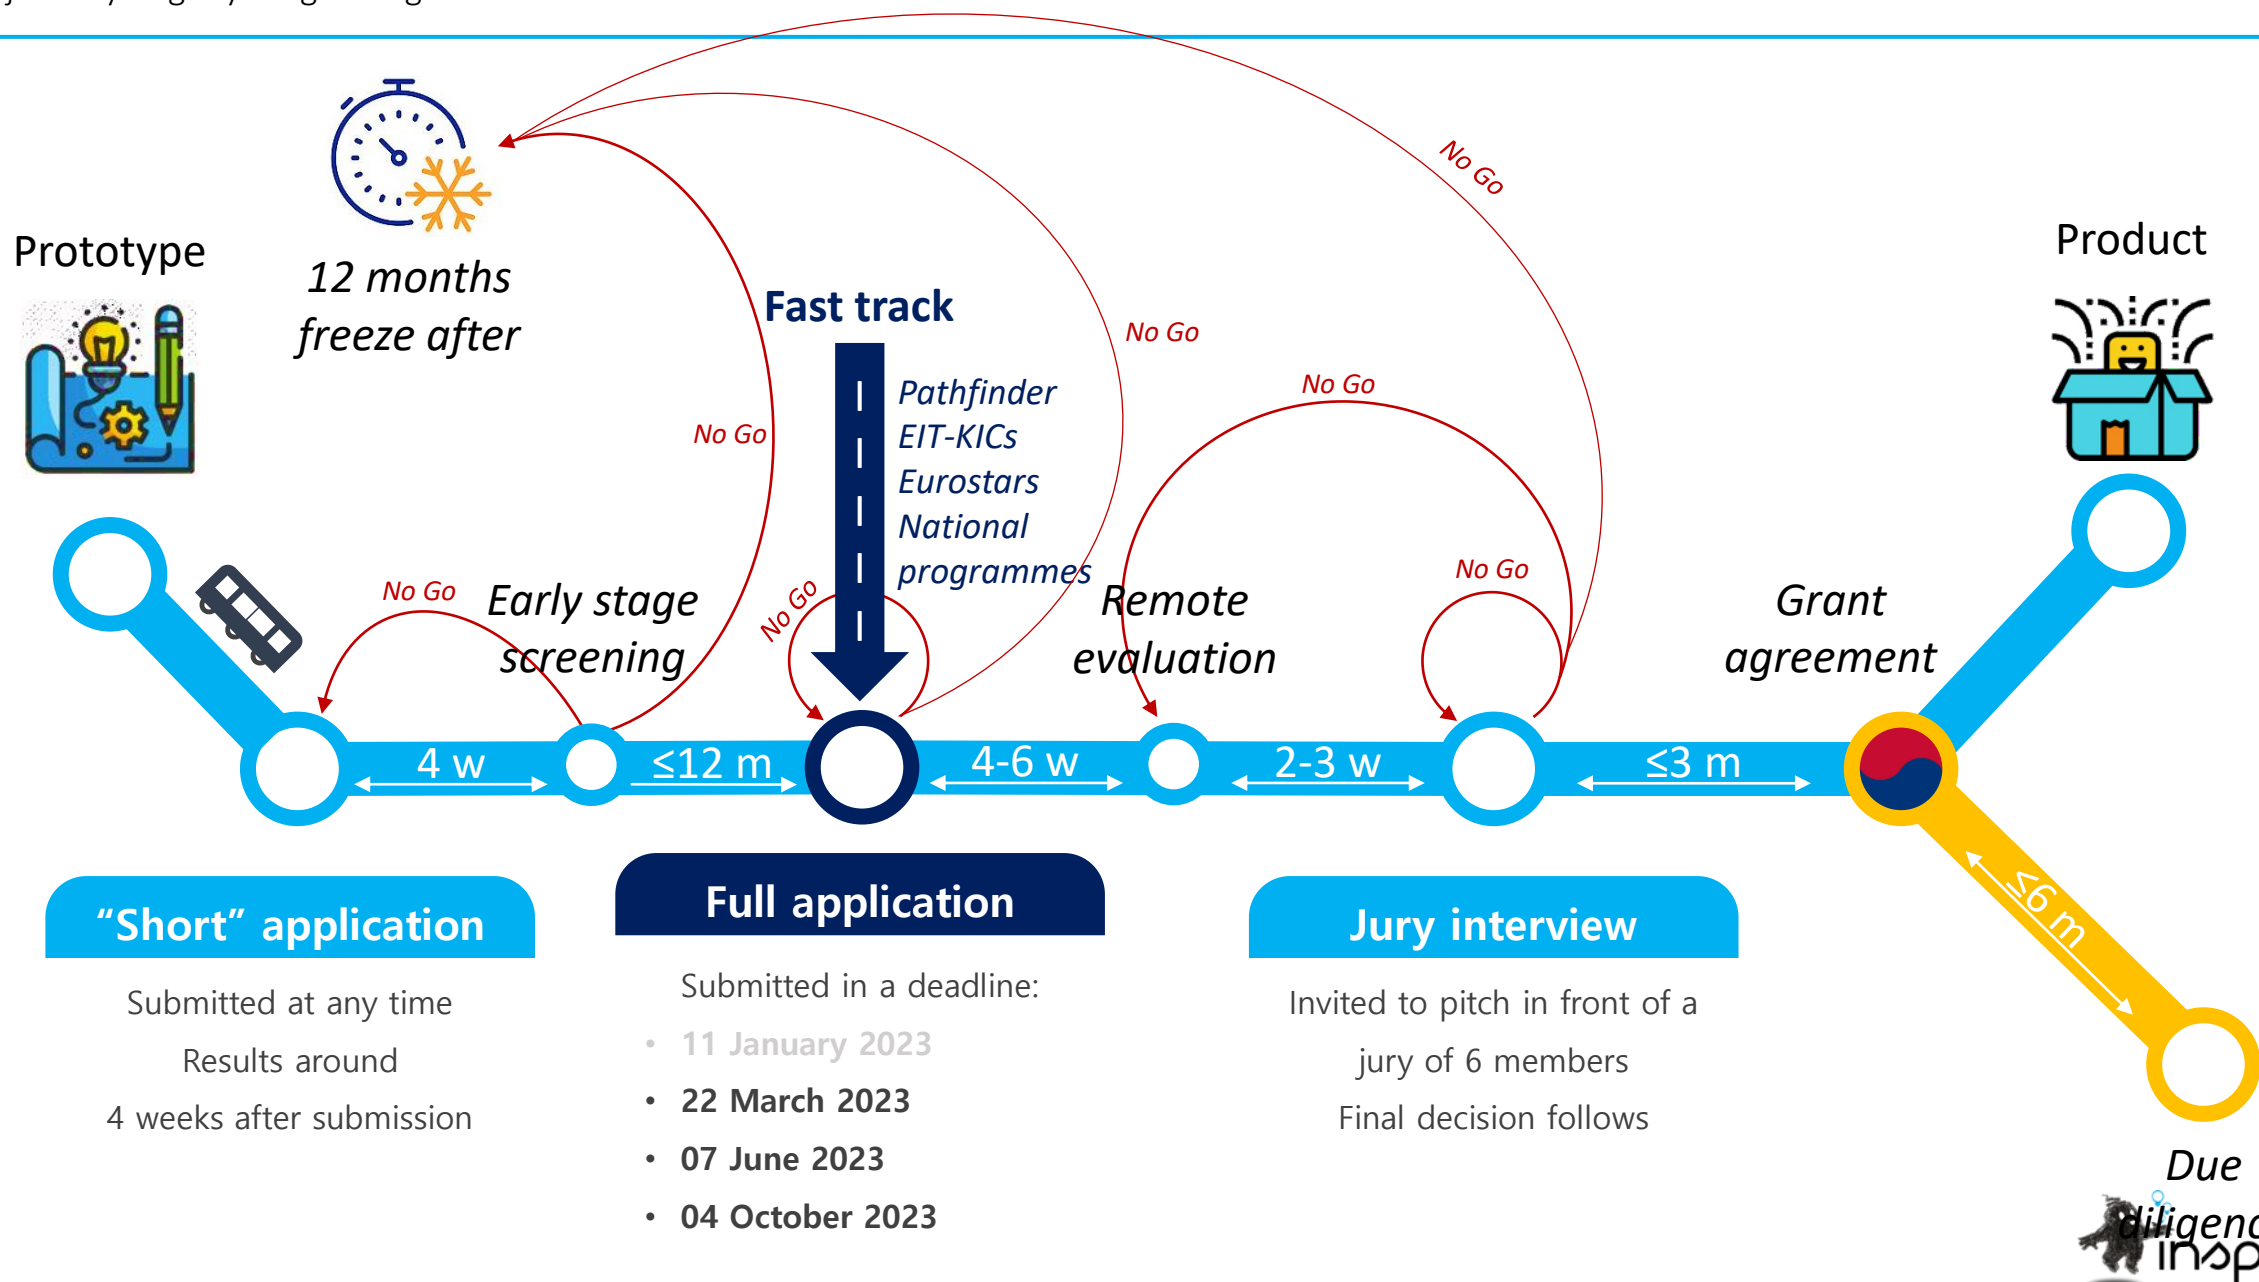 Prototype
12 months
freeze after
Fast track
Pathfinder
EIT-KICs
Eurostars
National
programmes
No Go
No Go
No Go
No Go
No Go
No Go
No Go
Product
Early stage
screening
Remote
evaluation
Grant
agreement
4 w
≤12 m
4-6 w
2-3 w
≤3 m
≤6 m
“Short” application
Submitted at any time
Results around
4 weeks after submission
Full application
Submitted in a deadline:
• 11 January 2023
• 22 March 2023
• 07 June 2023
• 04 October 2023
Jury interview
Invited to pitch in front of a
jury of 6 members
Final decision follows
Due